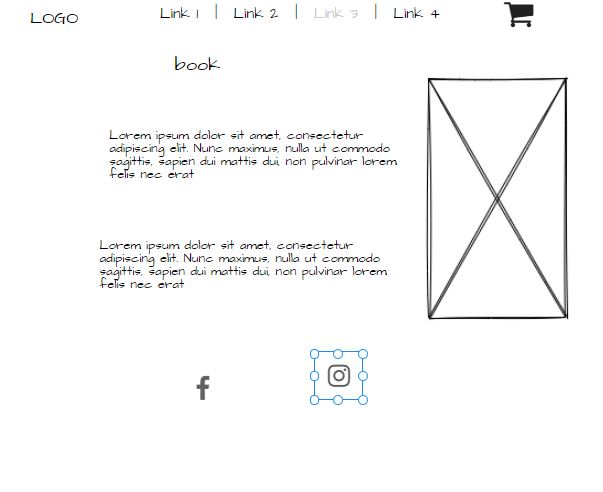 LOGO
Link 1 | Link 2 | Link 3 | Link 4
book
Lorem ipsum dolor sit amet, consectetur
adipiscing elit. Nunc maximus, nulla ut commodo
sagittis, sapien dui mattis dui, non pulvinar lorem
felis nec erat
Lorem ipsum dolor sit amet, consectetur
adipiscing elit. Nunc maximus, nulla ut commodo
sagittis, sapien dui mattis dui, non pulvinar lorem
felis nec erat